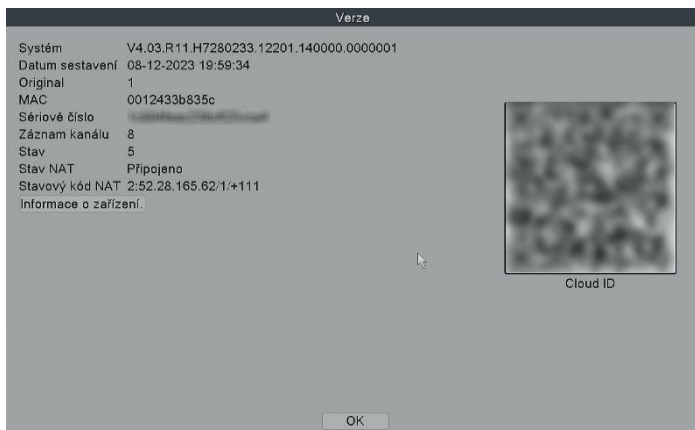 Verze
Systém V4.03.R11.H7280233.12201.140000.0000001
Datum sestavení 08-12-2023 19:59:34
Original 1
MAC 0012433b835c
Sériové číslo
Záznam kanálu 8
Stav 5
Stav NAT Připojeno
Stavový kód NAT 2:52.28.165.62/1/+111
Informace o zařízení.
Cloud ID
OK